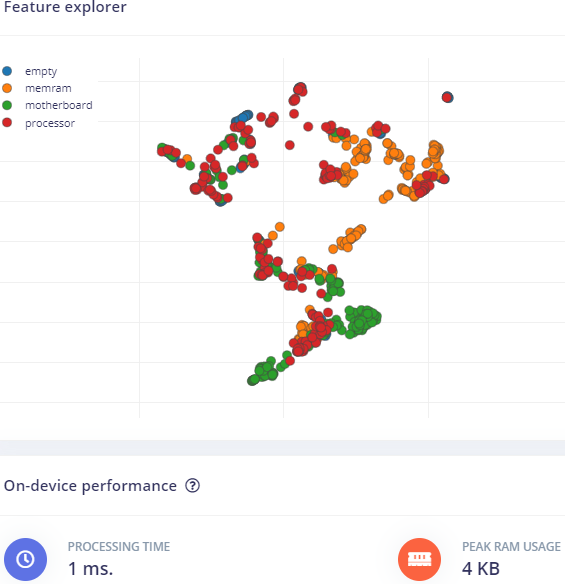 Feature explorer
empty
memram
motherboard
processor
On-device performance
PROCESSING TIME
1 ms.
PEAK RAM USAGE
4 KB